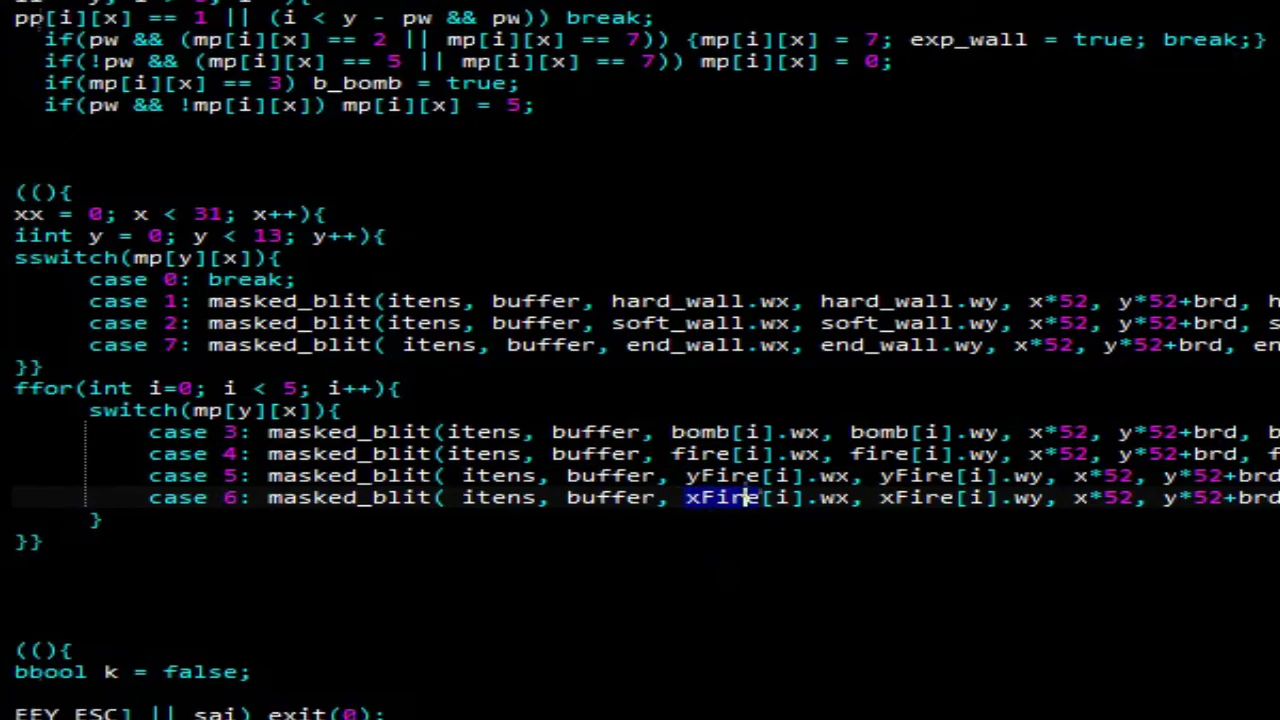 pp[i][x] == 1 || (i < y - pw && pw)) break;
if(pw && (mp[i][x] == 2 || mp[i][x] == 7)) {mp[i][x] = 7; exp_wall = true; break;}
if(!pw && (mp[i][x] == 5 || mp[i][x] == 7)) mp[i][x] = 0;
if(mp[i][x] == 3) b_bomb = true;
if(pw && !mp[i][x]) mp[i][x] = 5;
((){
xx = 0; x < 31; x++){
iint y = 0; y < 13; y++){
sswitch(mp[y][x]){
case 0: break;
case 1: masked_blit(itens, buffer, hard_wall.wx, hard_wall.wy, x*52, y*52+brd, h
case 2: masked_blit(itens, buffer, soft_wall.wx, soft_wall.wy, x*52, y*52+brd, s
case 7: masked_blit( itens, buffer, end_wall.wx, end_wall.wy, x*52, y*52+brd, en
}}
ffor(int i=0; i < 5; i++){
switch(mp[y][x]){
case 3: masked_blit(itens, buffer, bomb[i].wx, bomb[i].wy, x*52, y*52+brd, b
case 4: masked_blit(itens, buffer, fire[i].wx, fire[i].wy, x*52, y*52+brd, f
case 5: masked_blit( itens, buffer, yFire[i].wx, yFire[i].wy, x*52, y*52+brd
case 6: masked_blit( itens, buffer, xFire[i].wx, xFire[i].wy, x*52, y*52+brd
}
}}
((){
bbool k = false;
EEY_ESC] || sai) exit(0);